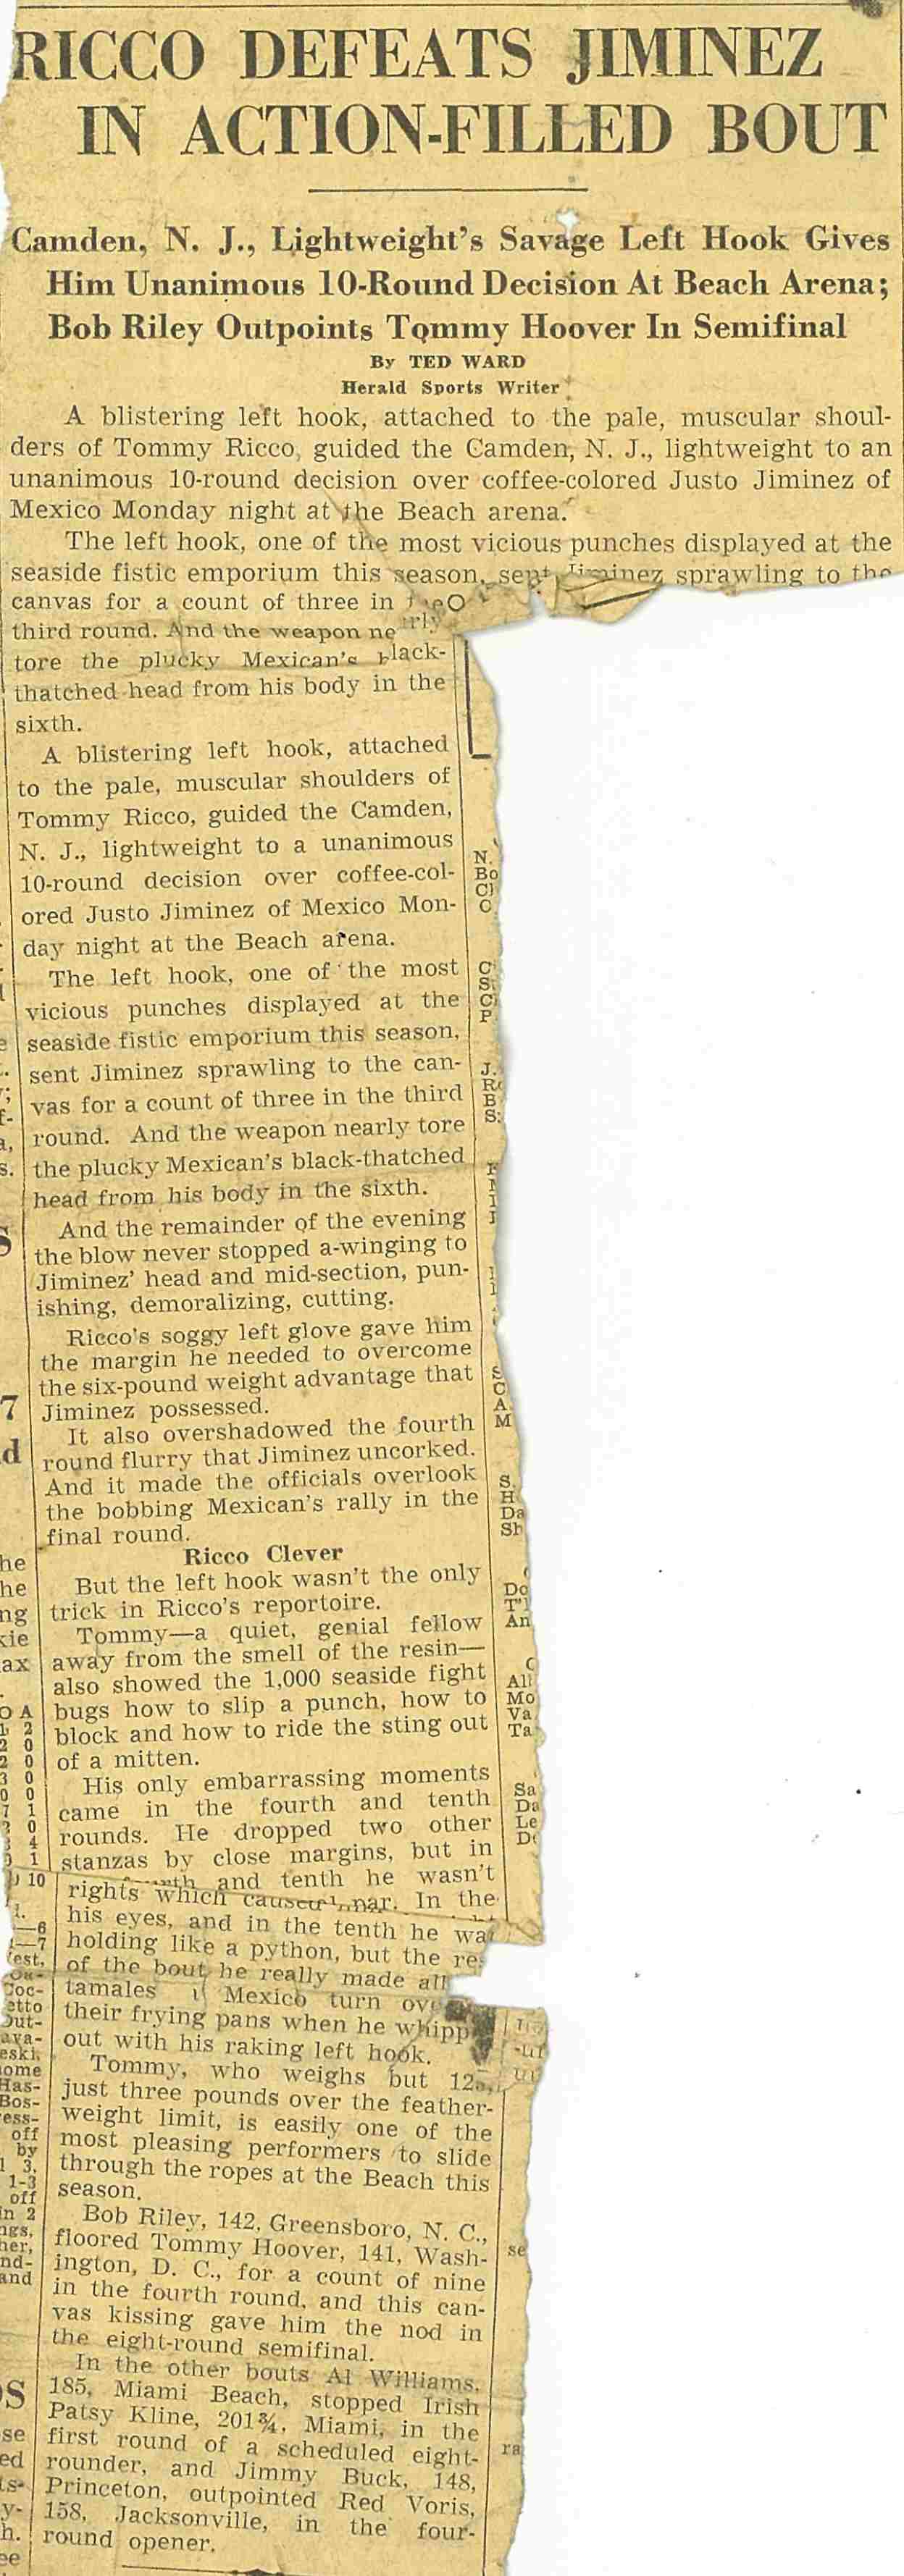 RICCO DEFEATS JIMINEZ
IN ACTION-FILLED BOUT
Camden, N. J., Lightweight's Savage Left Hook Gives
Him Unanimous 10-Round Decision At Beach Arena;
Bob Riley Outpoints Tommy Hoover In Semifinal
By TED WARD
Herald Sports Writer
A blistering left hook, attached to the pale, muscular shoul-
ders of Tommy Ricco, guided the Camden, N. J., lightweight to an
unanimous 10-round decision over coffee-colored Justo Jiminez of
Mexico Monday night at the Beach arena.
The left hook, one of the most vicious punches displayed at the
seaside fistic emporium this season, sent Jiminez sprawling to the
canvas for a count of three in
third round. And the weapon
tore the plucky Mexican's black-
thatched head from his body in the
sixth.
A blistering left hook, attached
to the pale, muscular shoulders of
Tommy Ricco, guided the Camden,
N. J., lightweight to a unanimous
10-round decision over coffee-col-
ored Justo Jiminez of Mexico Mon-
day night at the Beach arena.
The left hook, one of the most
vicious punches displayed at the
seaside fistic emporium this season,
sent Jiminez sprawling to the can-
vas for a count of three in the third
round. And the weapon nearly tore
the plucky Mexican's black-thatched
head from his body in the sixth.
And the remainder of the evening
the blow never stopped a-winging to
Jiminez' head and mid-section, pun-
ishing, demoralizing, cutting.
Ricco's soggy left glove gave him
the margin he needed to overcome
the six-pound weight advantage that
Jiminez possessed.
It also overshadowed the fourth
round flurry that Jiminez uncorked.
And it made the officials overlook
the bobbing Mexican's rally in the
final round.
Ricco Clever
But the left hook wasn't the only
trick in Ricco's reportoire.
Tommy—a quiet, genial fellow
away from the smell of the resin—
also showed the 1,000 seaside fight
bugs how to slip a punch, how to
block and how to ride the sting out
of a mitten.
His only embarrassing moments
came in the fourth and tenth
rounds. He dropped two other
stanzas by close margins, but in
and tenth he wasn't
rights which In the
his eyes, and in the tenth he
holding like a python, but the
of the bout he really made all
tamales Mexico turn
their frying pans when he
out with his raking left hook.
Tommy, who weighs but
just three pounds over the feather-
weight limit, is easily one of the
most pleasing performers to slide
through the ropes at the Beach this
season.
Bob Riley, 142, Greensboro, N. C.,
floored Tommy Hoover, 141, Wash-
ington, D. C., for a count of nine
in the fourth round, and this can-
vas kissing gave him the nod in
the eight-round semifinal.
In the other bouts Al Williams,
185, Miami Beach, stopped Irish
Patsy Kline, 201¾, Miami, in the
first round of a scheduled eight-
rounder, and Jimmy Buck, 148,
Princeton, outpointed Red Voris,
158, Jacksonville, in the four-
round opener.